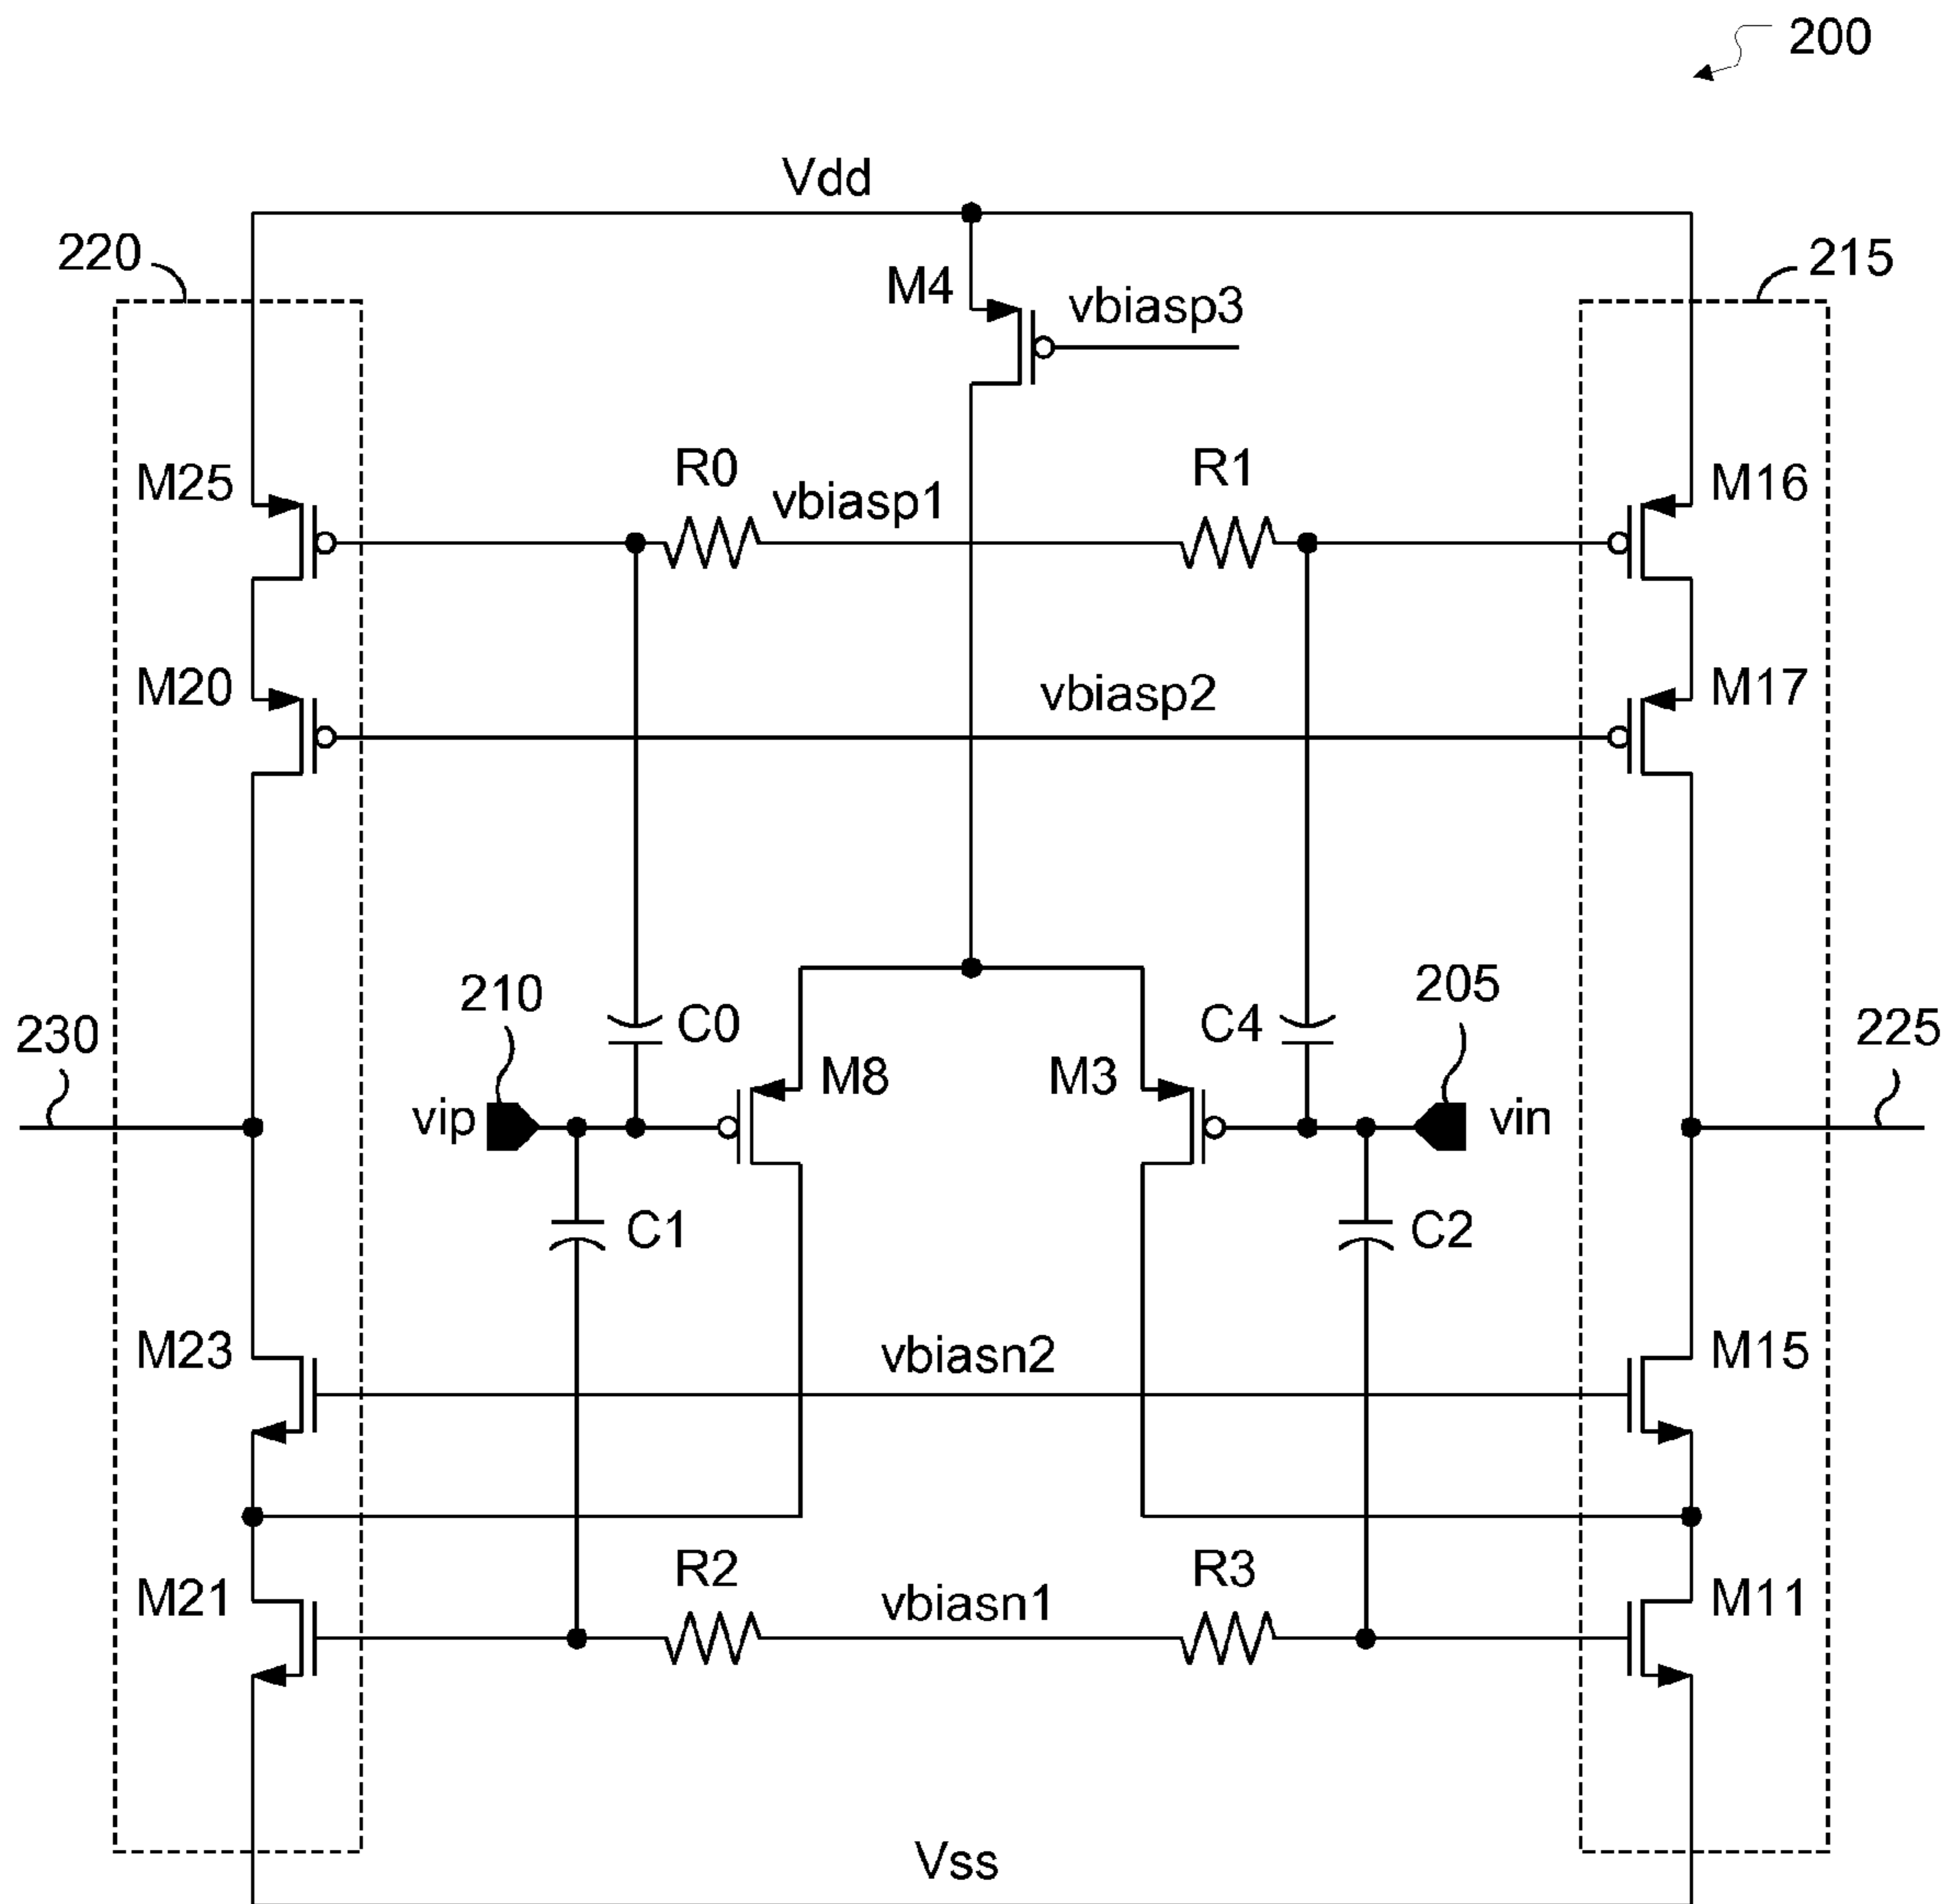 200
Vdd
220
215
M4
vbiasp3
M25
R0
vbiasp1
R1
M16
M20
vbiasp2
M17
210
205
230
C0
C4
225
M8
M3
vip
vin
C1
C2
M23
vbiasn2
M15
M21
R2
vbiasn1
R3
M11
Vss